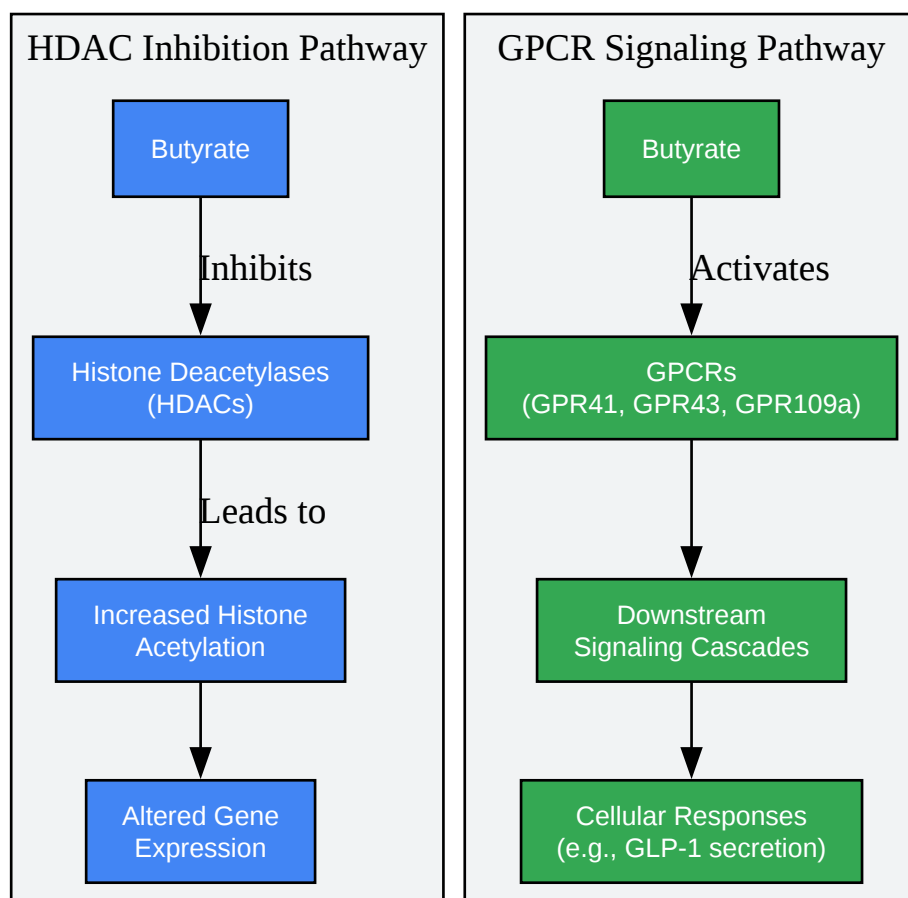 HDAC Inhibition Pathway
Butyrate
Inhibits
Histone Deacetylases
(HDACs)
Leads to
Increased Histone
Acetylation
Altered Gene
Expression
GPCR Signaling Pathway
Butyrate
Activates
GPCRs
(GPR41, GPR43, GPR109a)
Downstream
Signaling Cascades
Cellular Responses
(e.g., GLP-1 secretion)